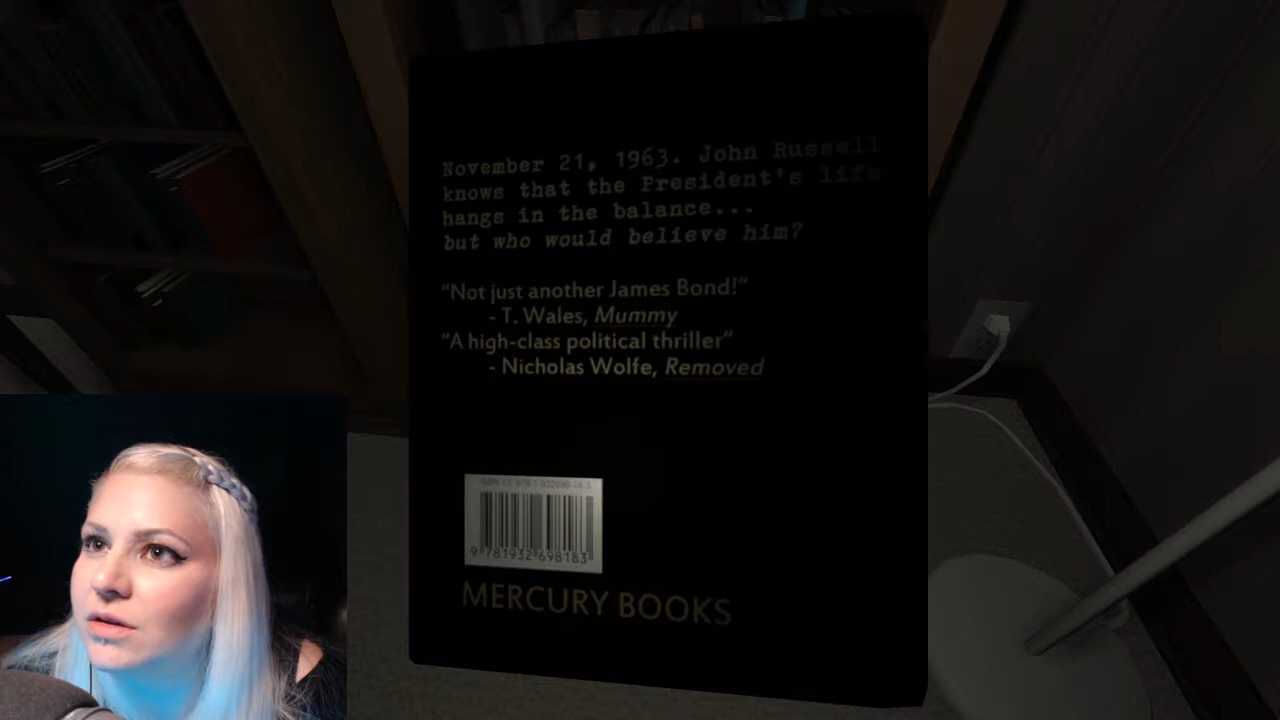 November 21, 1963. John Russell
knows that the President's life
hangs in the balance...
but who would believe him?
"Not just another James Bond!"
- T. Wales, Mummy
"A high-class political thriller"
- Nicholas Wolfe, Removed
9 781932 698183
MERCURY BOOKS